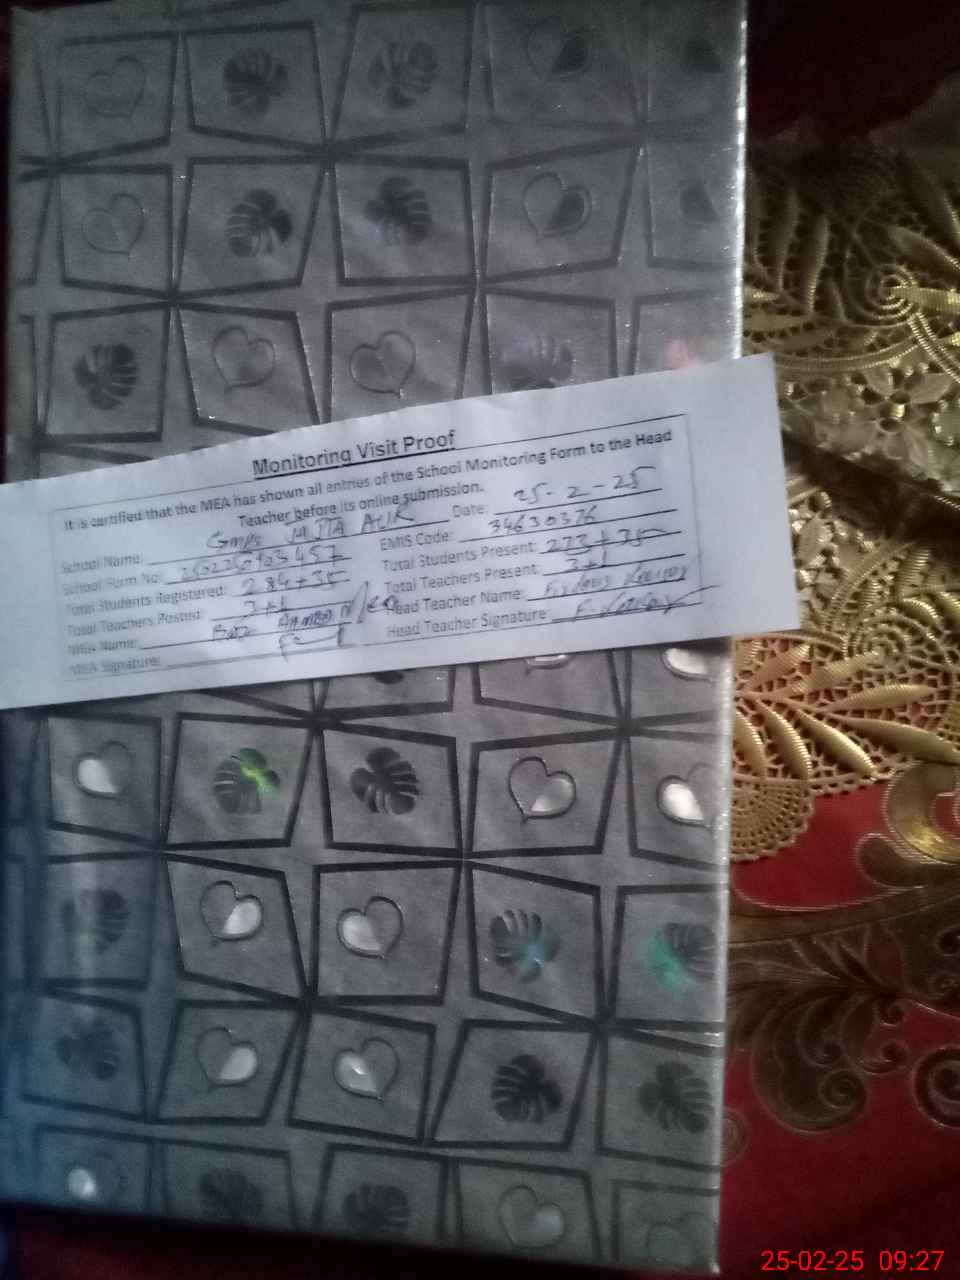 Monitoring Visit Proof
It is certified that the MEA has shown all entries of the School Monitoring Form to the Head
Teacher before its online submission.
Date: 25-2-25
School Name: GMPS
EMIS Code: 34630376
School Form No:
Total Students Present: 273+35
Total Students Registered: 284+35
Total Teachers Present: 3+1
Total Teachers Posted: 3+1
Head Teacher Name:
MEA Name:
Head Teacher Signature:
MEA Signature:
25-02-25 09:27